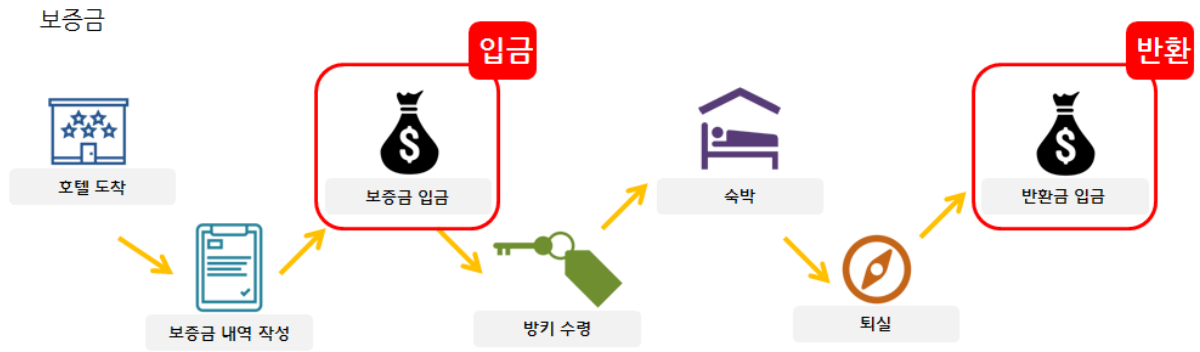 보증금
입금
반환
호텔 도착
보증금 입금
숙박
반환금 입금
보증금 내역 작성
방키 수령
퇴실